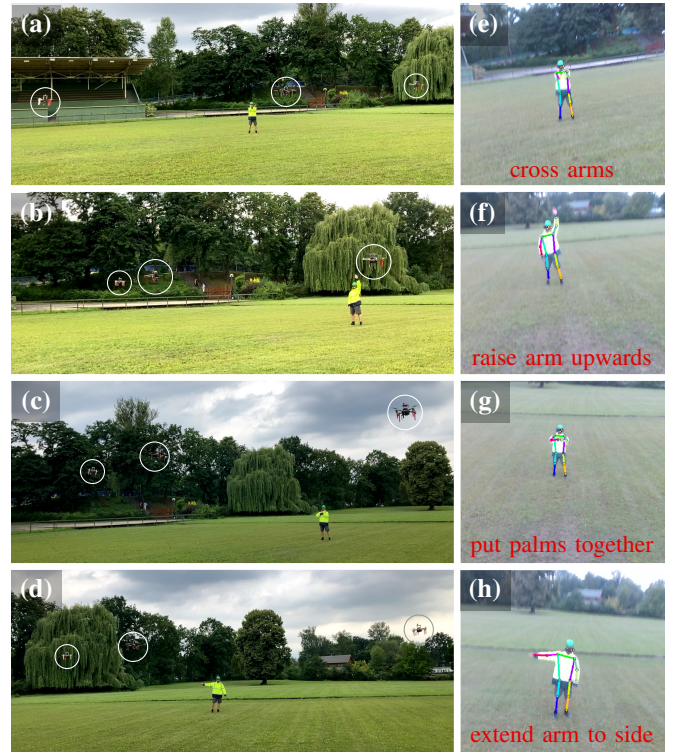 (a)
(e)
cross arms
(b)
(f)
raise arm upwards
(c)
(g)
put palms together
(d)
(h)
extend arm to side